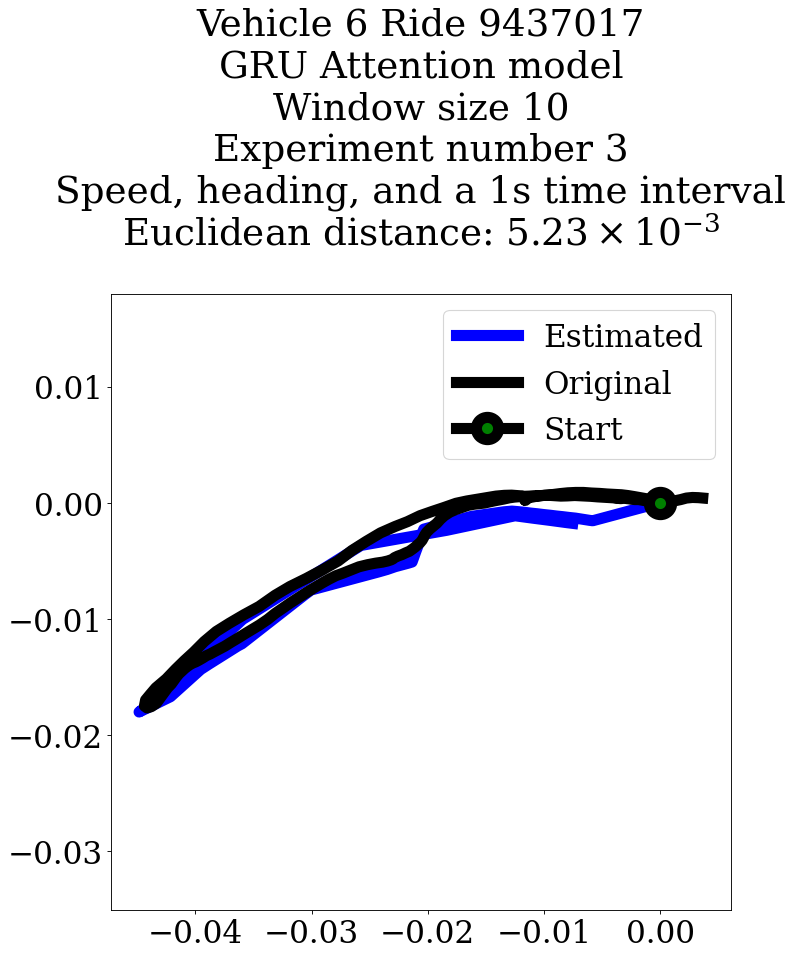 Vehicle 6 Ride 9437017
GRU Attention model
Window size 10
Experiment number 3
Speed, heading, and a 1s time interval
Euclidean distance: 5.23 × 10⁻³
Estimated
Original
Start
0.01
0.00
−0.01
−0.02
−0.03
−0.04 −0.03 −0.02 −0.01 0.00